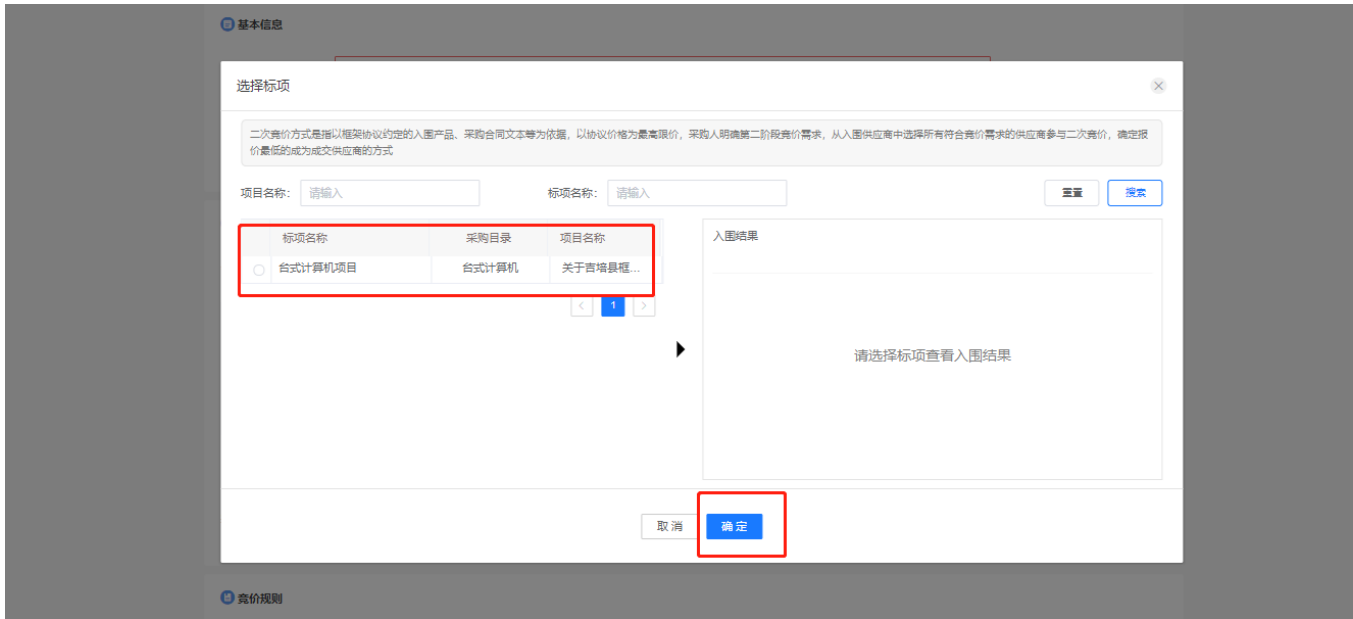 基本信息
选择标项
二次竞价方式是指以框架协议约定的入围产品、采购合同文本等为依据，以协议价格为最高限价，采购人明确第二阶段竞价需求，从入围供应商中选择所有符合竞价需求的供应商参与二次竞价，确定报
价最低的成为成交供应商的方式
项目名称： 请输入 标项名称： 请输入 重置 搜索
标项名称 采购目录 项目名称 入围结果
台式计算机项目 台式计算机 关于吉培县框...
< 1 >
请选择标项查看入围结果
取消 确定
竞价规则